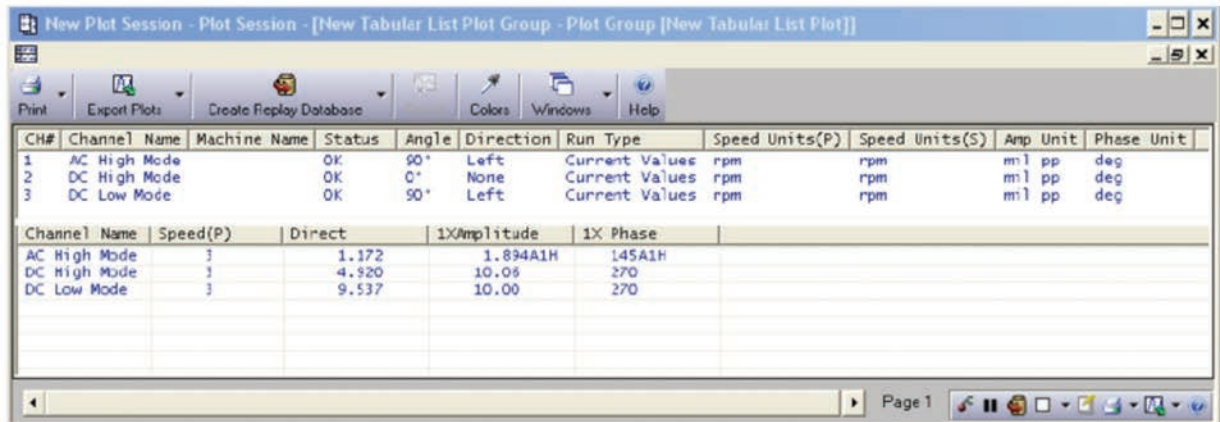 New Plot Session - Plot Session - [New Tabular List Plot Group - Plot Group [New Tabular List Plot]]
Print Export Plots Create Replay Database Colors Windows Help
CH# Channel Name Machine Name Status Angle Direction Run Type Speed Units(P) Speed Units(S) Amp Unit Phase Unit
1 AC High Mode OK 90° Left Current Values rpm rpm mil pp deg
2 DC High Mode OK 0° None Current Values rpm rpm mil pp deg
3 DC Low Mode OK 90° Left Current Values rpm rpm mil pp deg
Channel Name Speed(P) Direct 1XAmplitude 1X Phase
AC High Mode 3 1.172 1.894A1H 145A1H
DC High Mode 3 4.920 10.06 270
DC Low Mode 3 9.537 10.00 270
Page 1